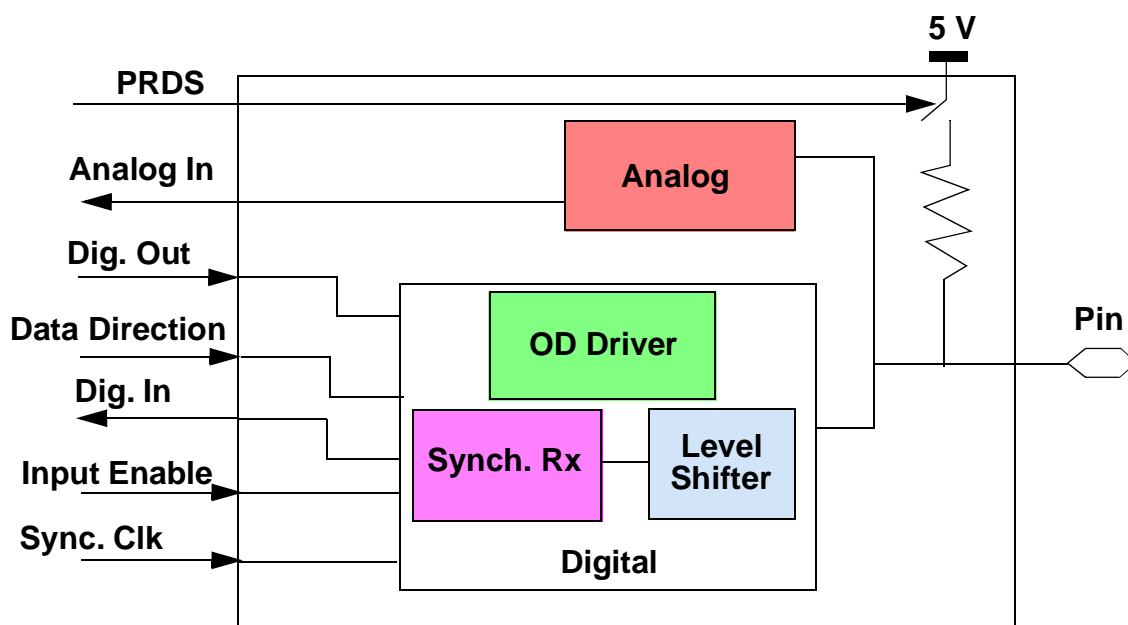 5 V
PRDS
Analog In
Analog
Dig. Out
Data Direction
OD Driver
Pin
Dig. In
Synch. Rx
Level
Shifter
Input Enable
Sync. Clk
Digital